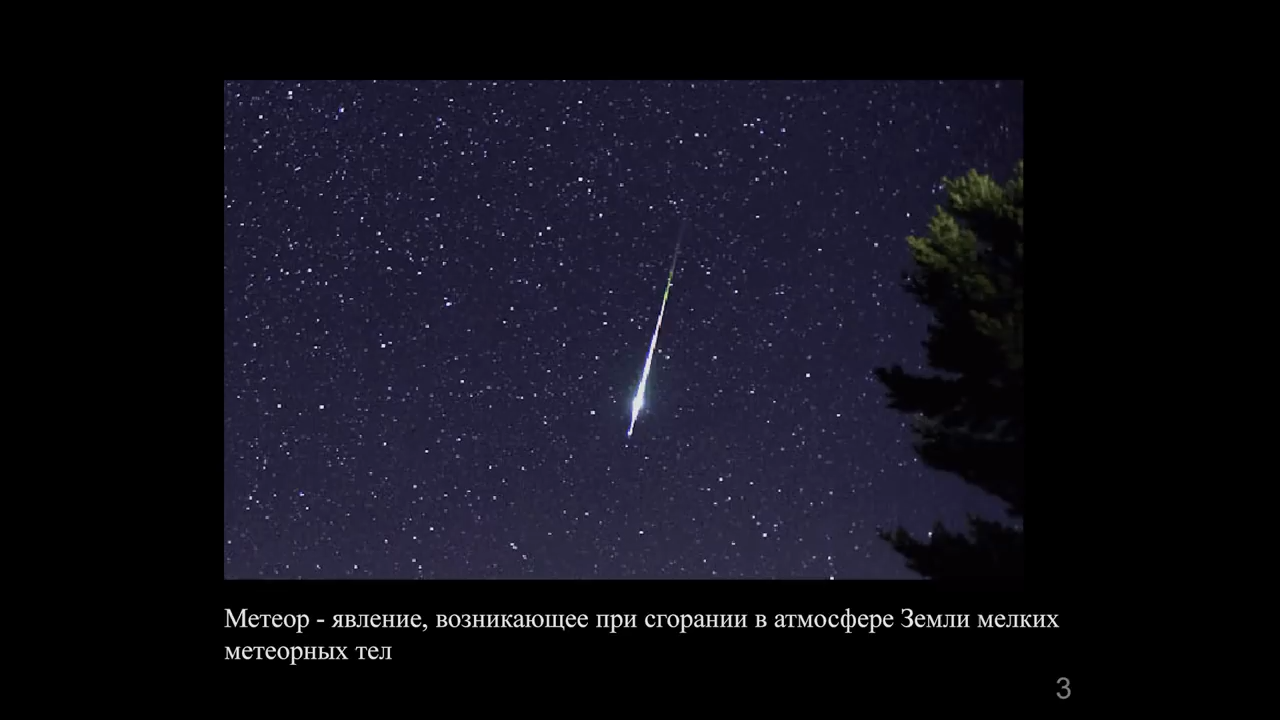 Метеор - явление, возникающее при сгорании в атмосфере Земли мелких
метеорных тел
3